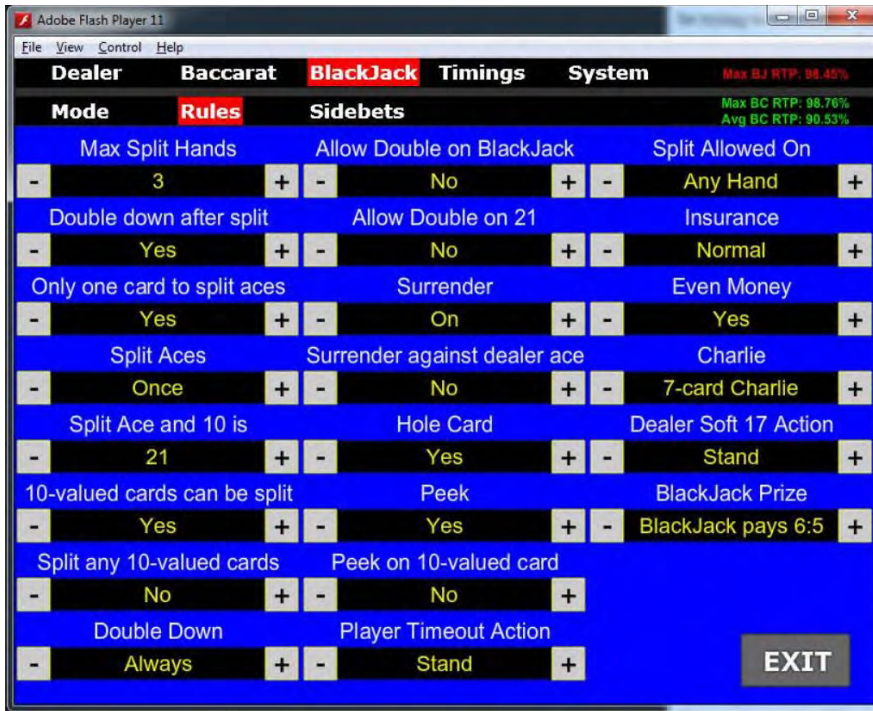 Adobe Flash Player 11
File View Control Help
Dealer Baccarat BlackJack Timings System Max BJ RTP: 98.45%
Mode Rules Sidebets Max BC RTP: 98.76%
Avg BC RTP: 90.53%
Max Split Hands Allow Double on BlackJack Split Allowed On
- 3 + - No + - Any Hand +
Double down after split Allow Double on 21 Insurance
- Yes + - No + - Normal +
Only one card to split aces Surrender Even Money
- Yes + - On + - Yes +
Split Aces Surrender against dealer ace Charlie
- Once + - No + - 7-card Charlie +
Split Ace and 10 is Hole Card Dealer Soft 17 Action
- 21 + - Yes + - Stand +
10-valued cards can be split Peek BlackJack Prize
- Yes + - Yes + - BlackJack pays 6:5 +
Split any 10-valued cards Peek on 10-valued card
- No + - No +
Double Down Player Timeout Action
- Always + - Stand +
EXIT